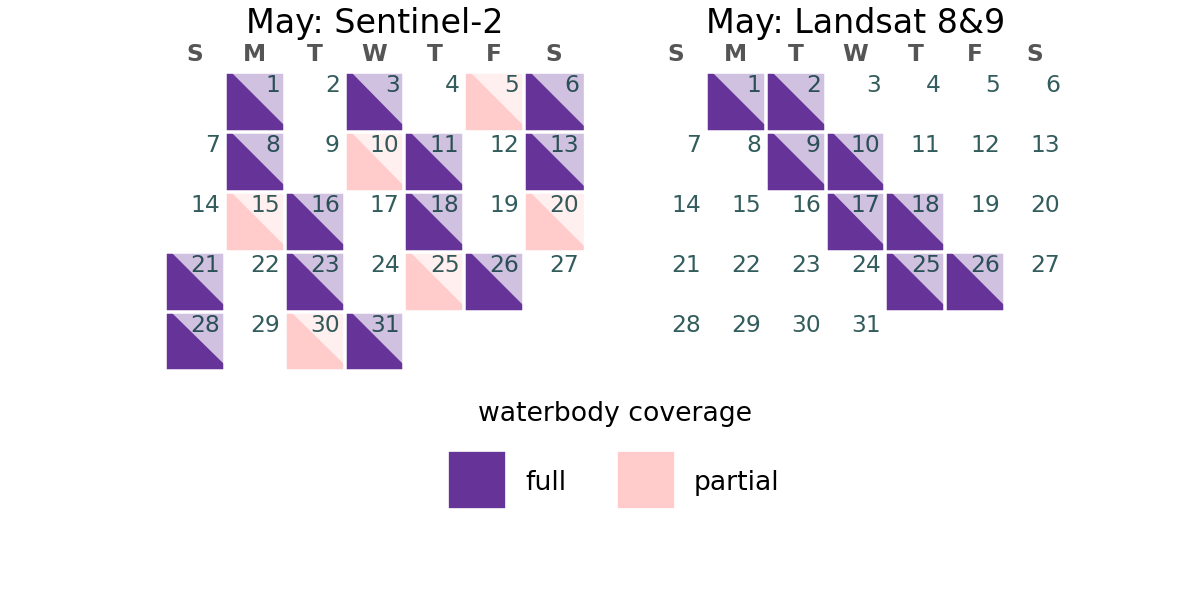 May: Sentinel-2
S M T W T F S
1 2 3 4 5 6
7 8 9 10 11 12 13
14 15 16 17 18 19 20
21 22 23 24 25 26 27
28 29 30 31
May: Landsat 8&9
S M T W T F S
1 2 3 4 5 6
7 8 9 10 11 12 13
14 15 16 17 18 19 20
21 22 23 24 25 26 27
28 29 30 31
waterbody coverage
full partial